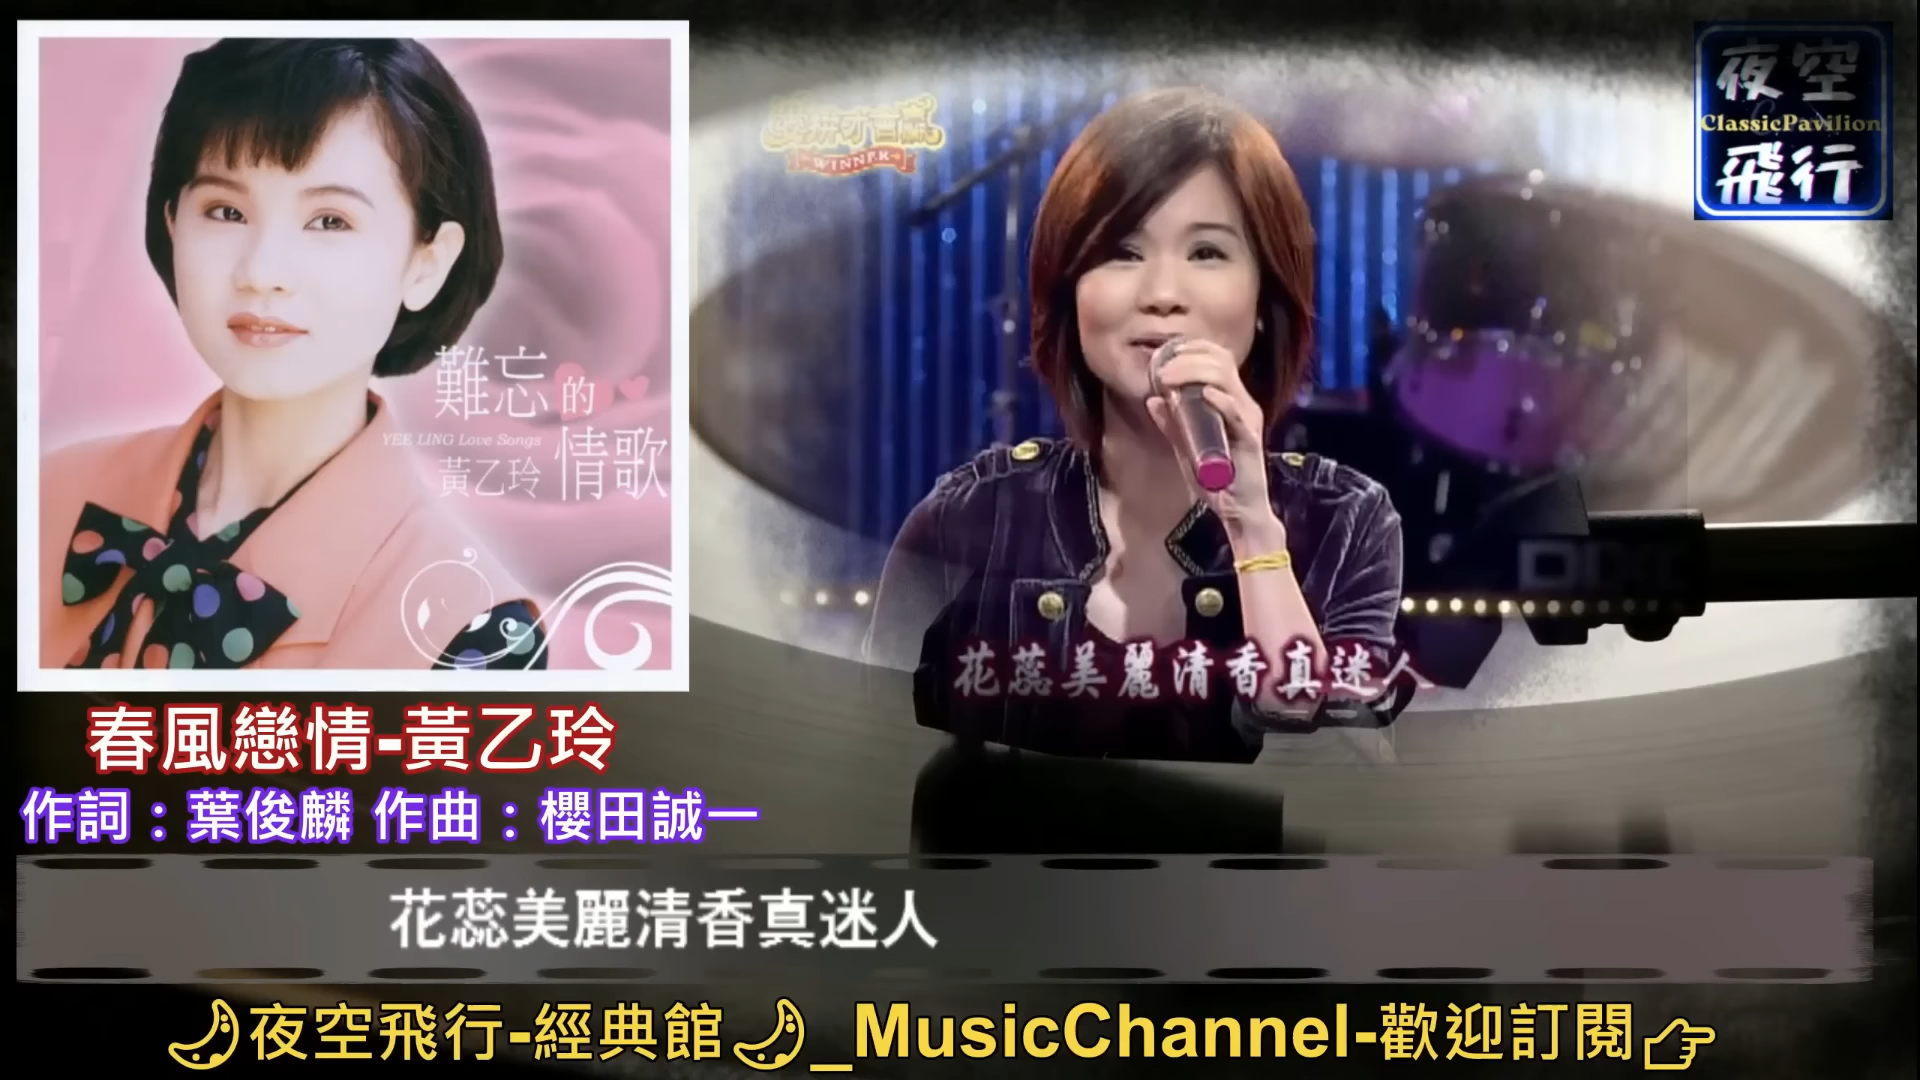 難忘的
YEE LING Love Songs
黃乙玲 情歌
才會贏
WINNER
夜空
ClassicPavilion
飛行
花蕊美麗清香真迷人
春風戀情-黃乙玲
作詞：葉俊麟 作曲：櫻田誠一
花蕊美麗清香真迷人
夜空飛行-經典館_MusicChannel-歡迎訂閱